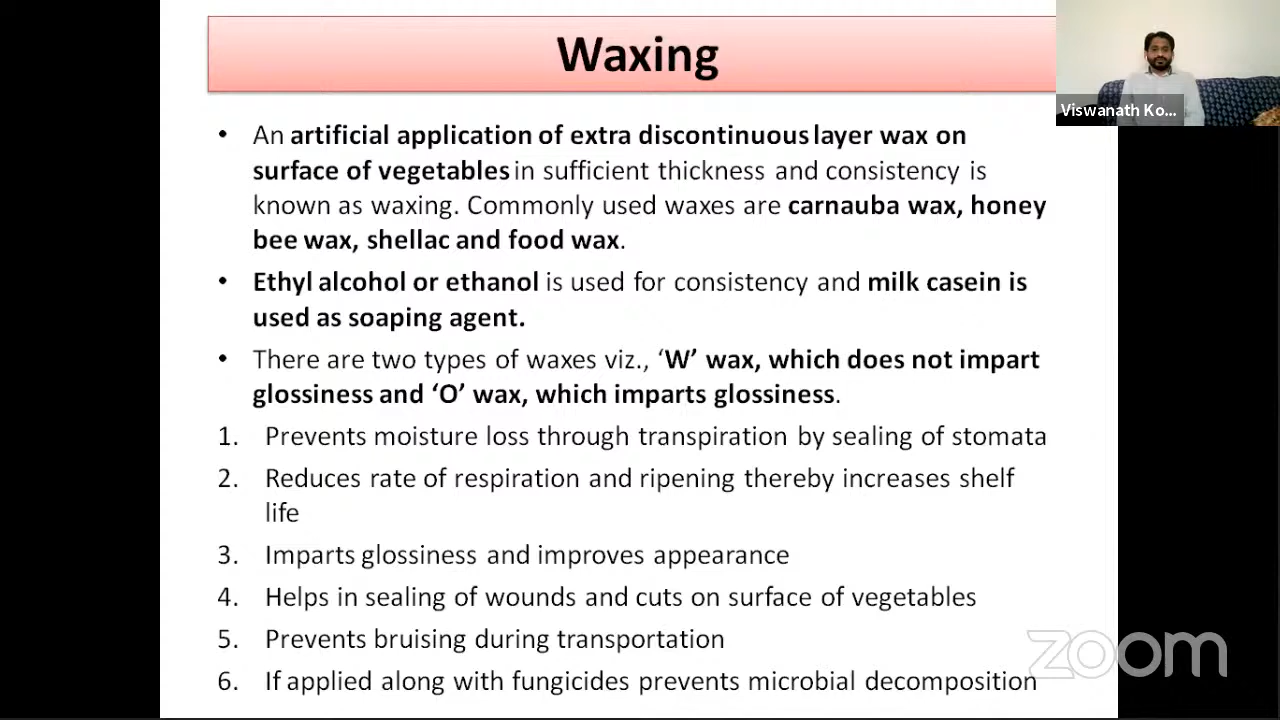 Waxing
Viswanath Ko...
• An artificial application of extra discontinuous layer wax on
surface of vegetables in sufficient thickness and consistency is
known as waxing. Commonly used waxes are carnauba wax, honey
bee wax, shellac and food wax.
• Ethyl alcohol or ethanol is used for consistency and milk casein is
used as soaping agent.
• There are two types of waxes viz., ‘W’ wax, which does not impart
glossiness and ‘O’ wax, which imparts glossiness.
1. Prevents moisture loss through transpiration by sealing of stomata
2. Reduces rate of respiration and ripening thereby increases shelf
life
3. Imparts glossiness and improves appearance
4. Helps in sealing of wounds and cuts on surface of vegetables
5. Prevents bruising during transportation
6. If applied along with fungicides prevents microbial decomposition
zoom